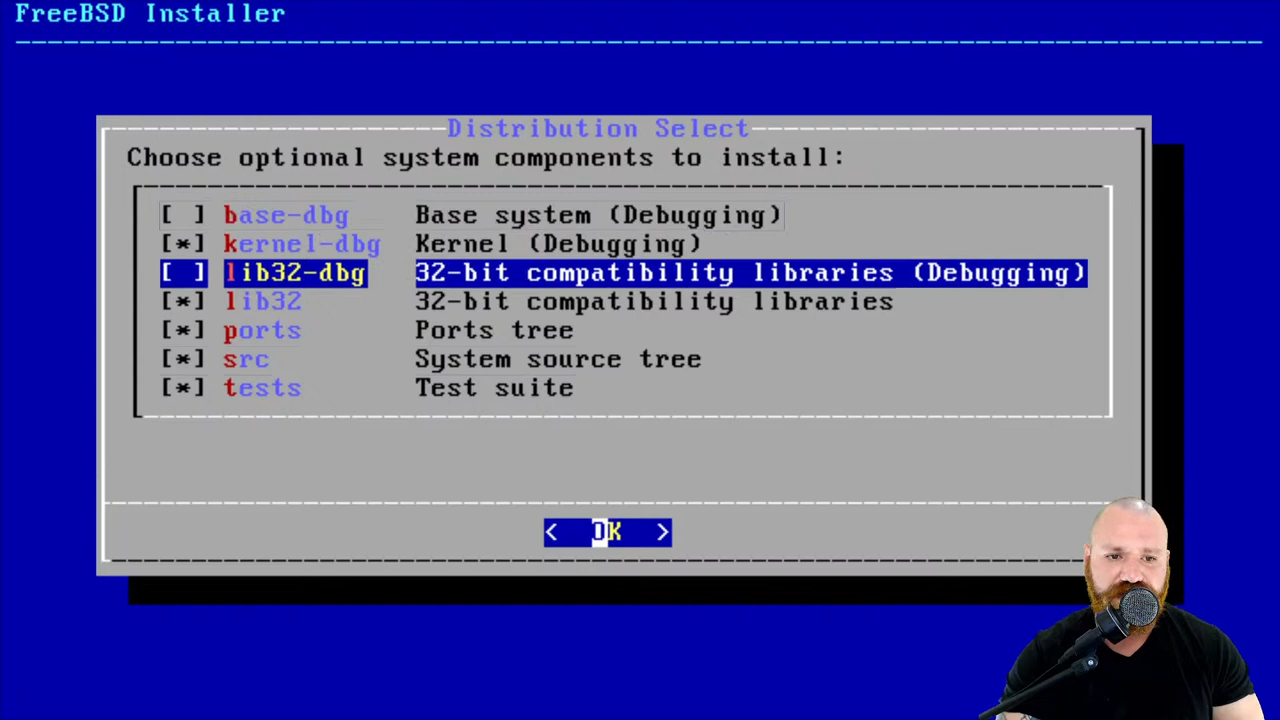 FreeBSD Installer
Distribution Select
Choose optional system components to install:
[ ] base-dbg Base system (Debugging)
[*] kernel-dbg Kernel (Debugging)
[ ] lib32-dbg 32-bit compatibility libraries (Debugging)
[*] lib32 32-bit compatibility libraries
[*] ports Ports tree
[*] src System source tree
[*] tests Test suite
< OK >